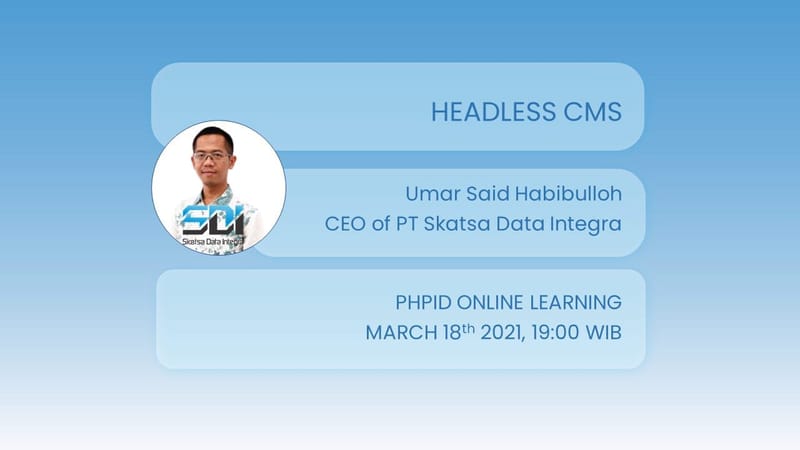 HEADLESS CMS
Umar Said Habibulloh
CEO of PT Skatsa Data Integra
SDI
Skatsa Data Integra
PHPID ONLINE LEARNING
MARCH 18th 2021, 19:00 WIB